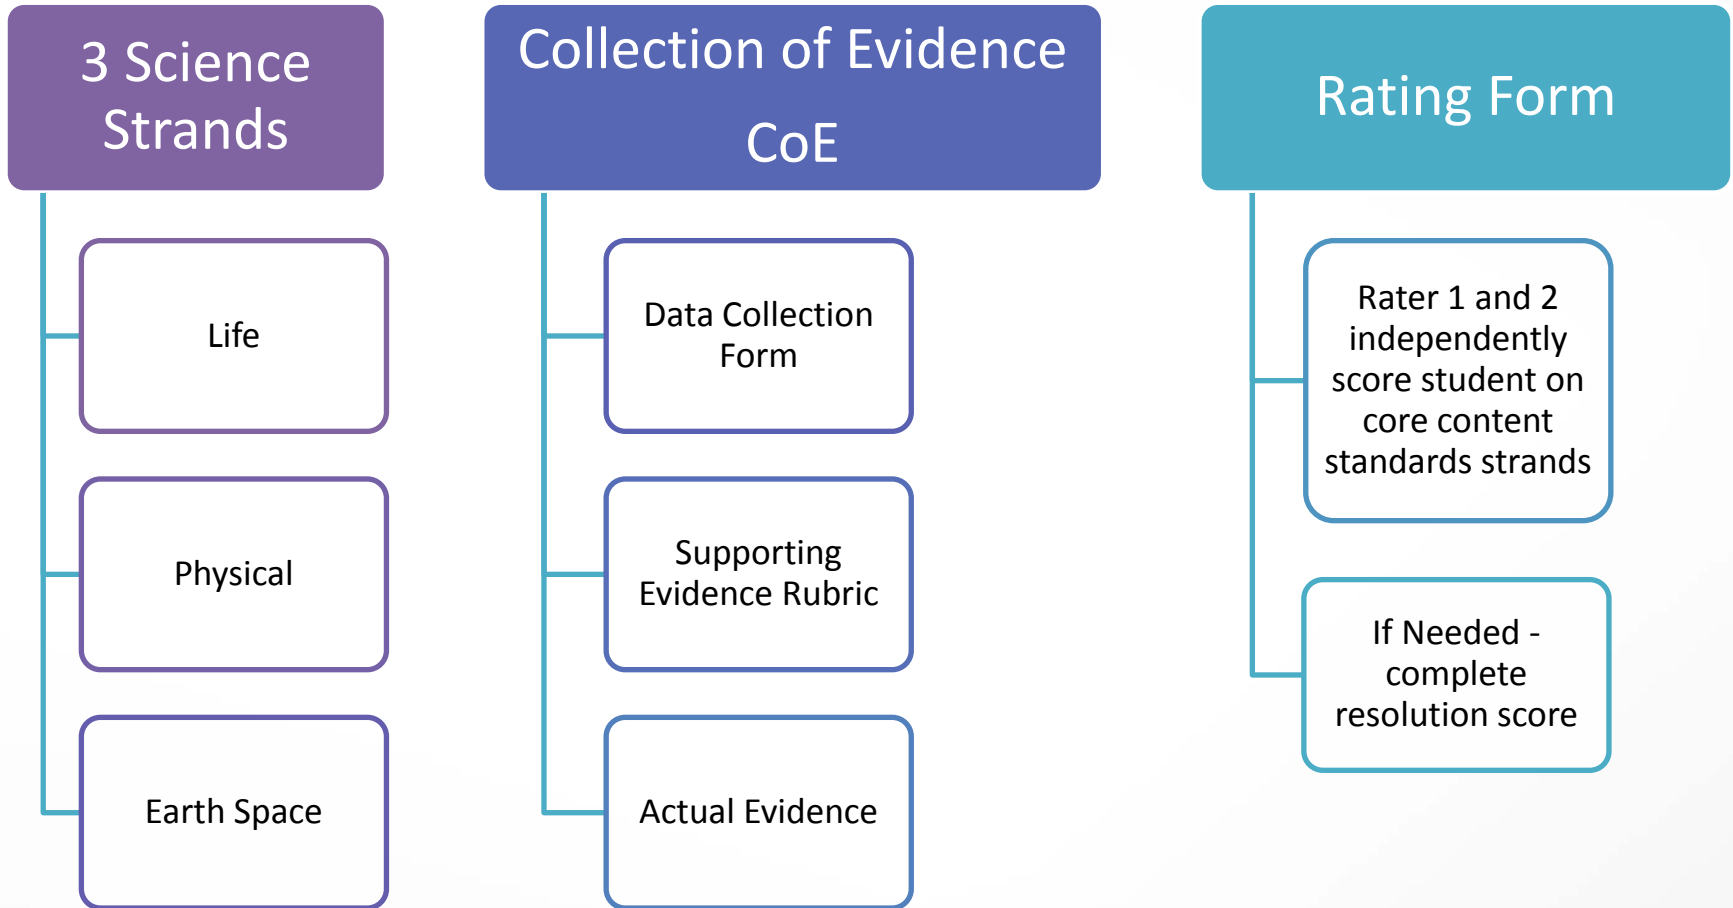 3 Science
Strands
Life
Physical
Earth Space
Collection of Evidence
CoE
Data Collection
Form
Supporting
Evidence Rubric
Actual Evidence
Rating Form
Rater 1 and 2
independently
score student on
core content
standards strands
If Needed -
complete
resolution score